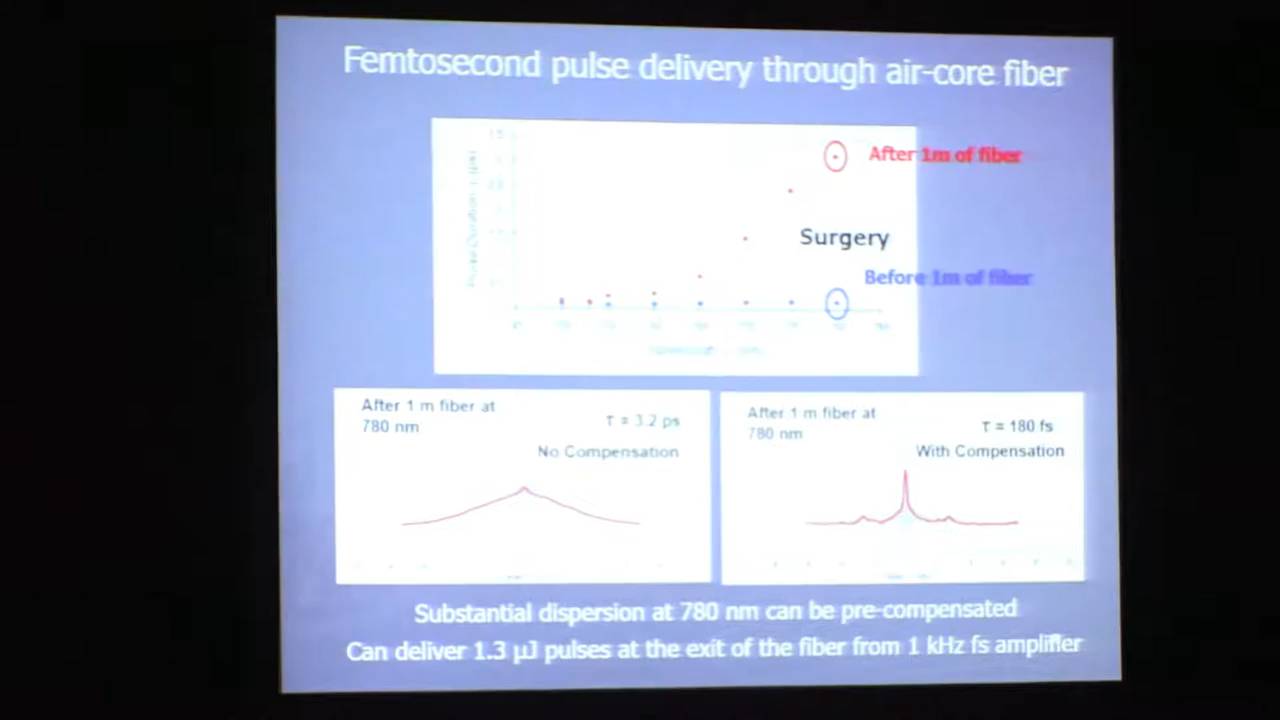 Femtosecond pulse delivery through air-core fiber
After 1m of fiber
Surgery
Before 1m of fiber
After 1 m fiber at
780 nm
τ = 3.2 ps
No Compensation
After 1 m fiber at
780 nm
τ = 180 fs
With Compensation
Substantial dispersion at 780 nm can be pre-compensated
Can deliver 1.3 µJ pulses at the exit of the fiber from 1 kHz fs amplifier